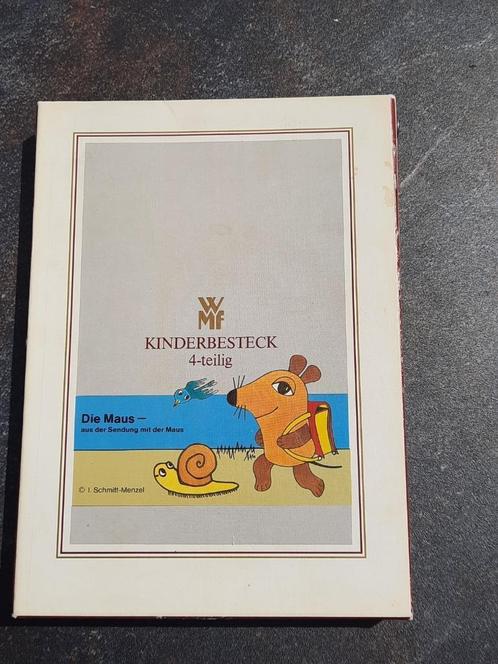 WMF
KINDERBESTECK
4-teilig
Die Maus —
aus der Sendung mit der Maus
© I. Schmitt-Menzel